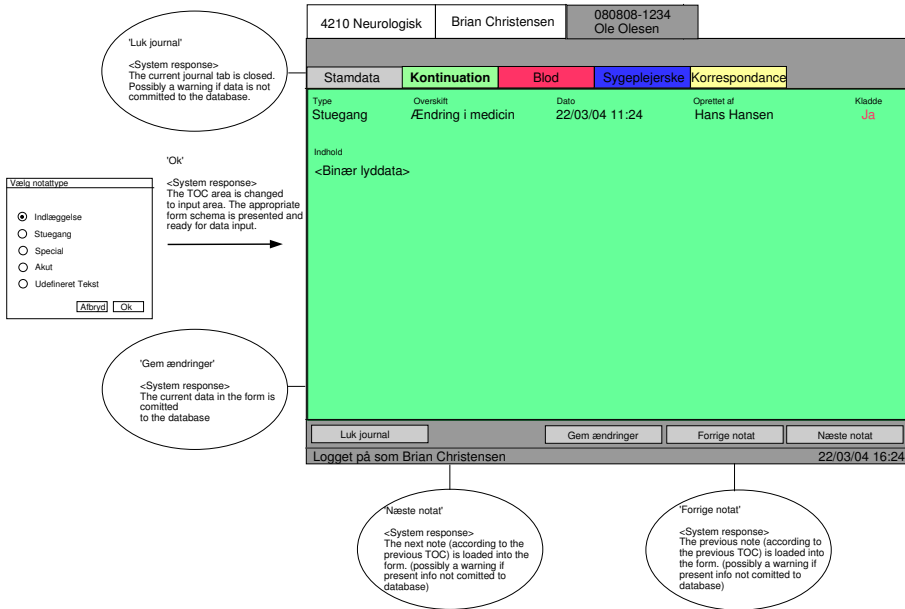 4210 Neurologisk
Brian Christensen
080808-1234
Ole Olesen
'Luk journal'
<System response>
The current journal tab is closed.
Possibly a warning if data is not
committed to the database.
Stamdata
Kontinuation
Blod
Sygeplejerske
Korrespondance
Type
Overskift
Dato
Oprettet af
Kladde
Stuegang
Ændring i medicin
22/03/04 11:24
Hans Hansen
Ja
Indhold
<Binær lyddata>
'Ok'
<System response>
The TOC area is changed
to input area. The appropriate
form schema is presented and
ready for data input.
Vælg notattype
Indlæggelse
Stuegang
Special
Akut
Udefineret Tekst
Afbryd
Ok
'Gem ændringer'
<System response>
The current data in the form is
comitted
to the database
Luk journal
Gem ændringer
Forrige notat
Næste notat
Logget på som Brian Christensen
22/03/04 16:24
'Næste notat'
<System response>
The next note (according to the
previous TOC) is loaded into the
form. (possibly a warning if
present info not comitted to
database)
'Forrige notat'
<System response>
The previous note (according to
the previous TOC) is loaded into
the form. (possibly a warning if
present info not comitted to
database)